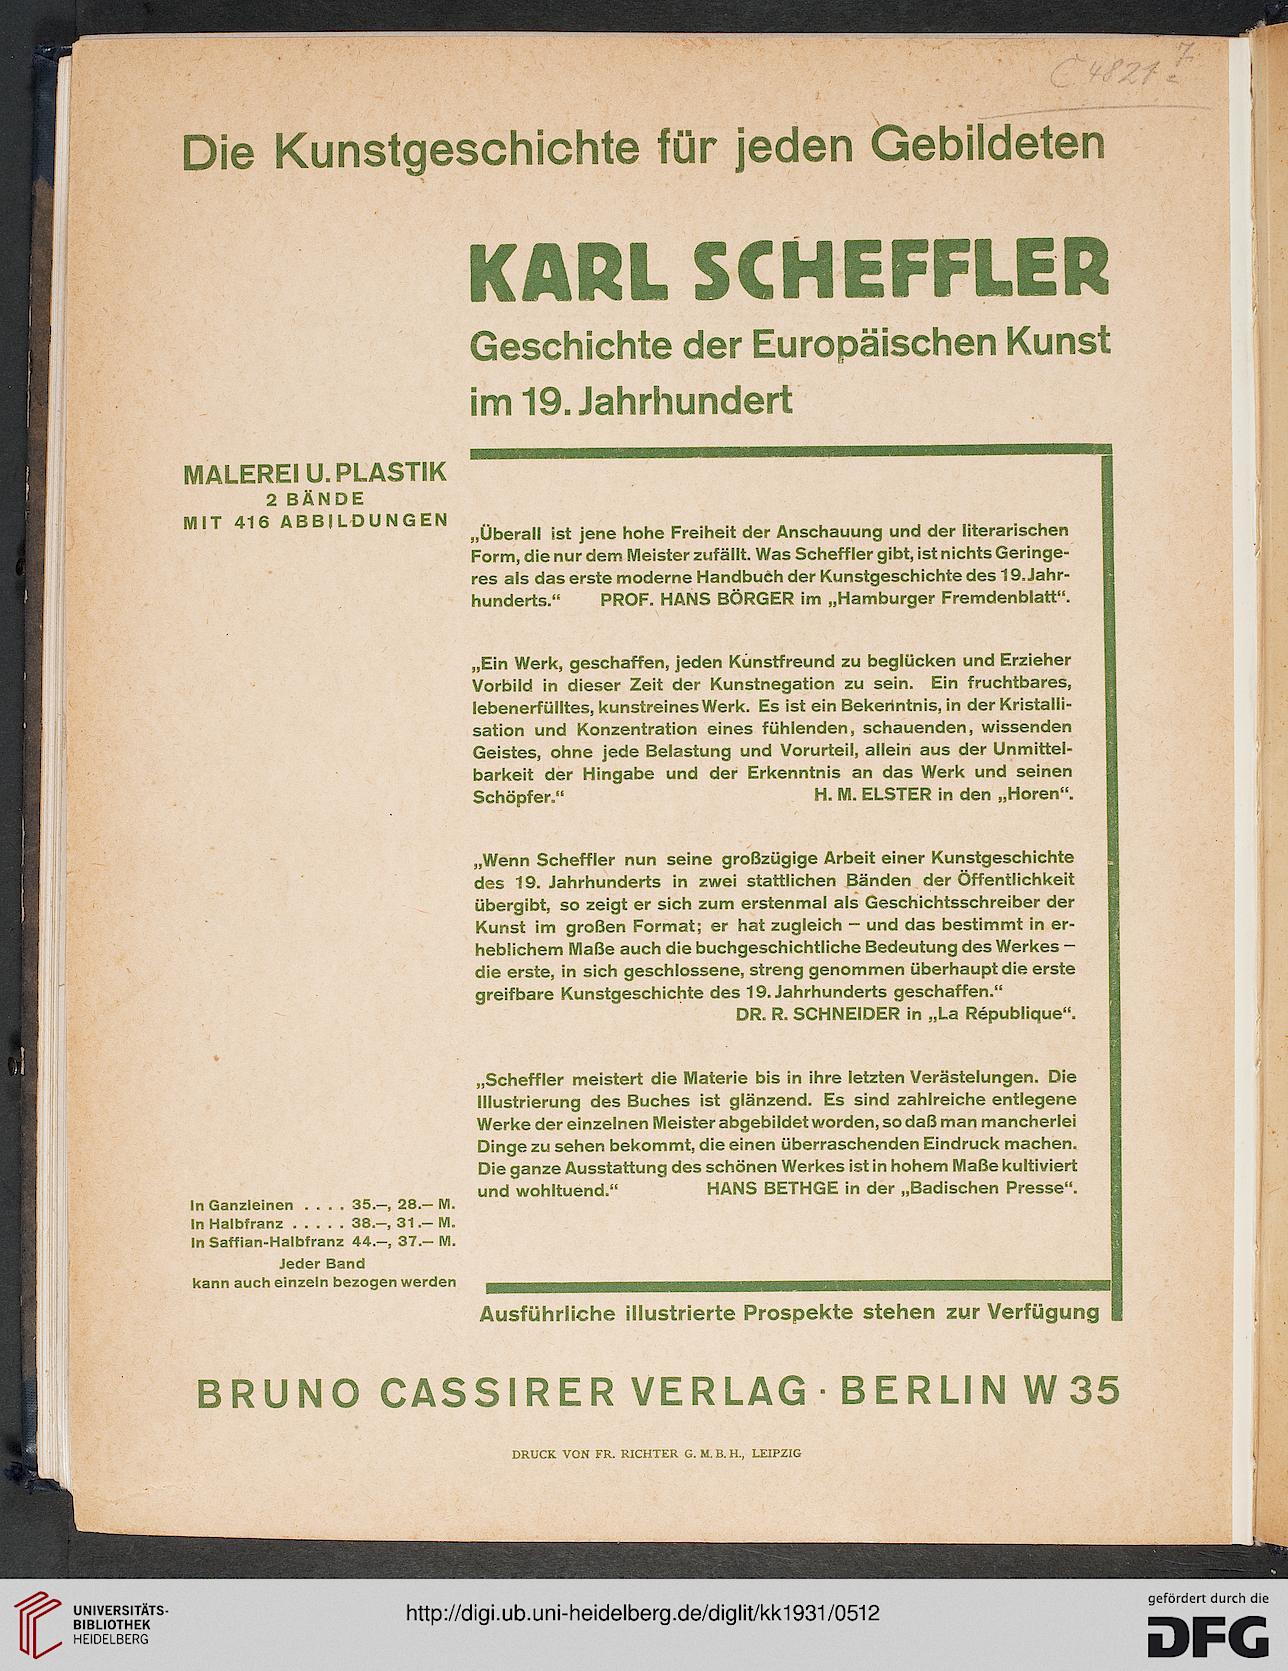 C 4821 7
Die Kunstgeschichte für jeden Gebildeten
KARL SCHEFFLER
Geschichte der Europäischen Kunst
im 19. Jahrhundert
MALEREI U. PLASTIK
2 BÄNDE
MIT 416 ABBILDUNGEN
„Überall ist jene hohe Freiheit der Anschauung und der literarischen
Form, die nur dem Meister zufällt. Was Scheffler gibt, ist nichts Geringe-
res als das erste moderne Handbuch der Kunstgeschichte des 19. Jahr-
hunderts.“ PROF. HANS BÖRGER im „Hamburger Fremdenblatt“.
„Ein Werk, geschaffen, jeden Kunstfreund zu beglücken und Erzieher
Vorbild in dieser Zeit der Kunstnegation zu sein. Ein fruchtbares,
lebenerfülltes, kunstreines Werk. Es ist ein Bekenntnis, in der Kristalli-
sation und Konzentration eines fühlenden, schauenden, wissenden
Geistes, ohne jede Belastung und Vorurteil, allein aus der Unmittel-
barkeit der Hingabe und der Erkenntnis an das Werk und seinen
Schöpfer.“ H. M. ELSTER in den „Horen“.
„Wenn Scheffler nun seine großzügige Arbeit einer Kunstgeschichte
des 19. Jahrhunderts in zwei stattlichen Bänden der Öffentlichkeit
übergibt, so zeigt er sich zum erstenmal als Geschichtsschreiber der
Kunst im großen Format; er hat zugleich – und das bestimmt in er-
heblichem Maße auch die buchgeschichtliche Bedeutung des Werkes –
die erste, in sich geschlossene, streng genommen überhaupt die erste
greifbare Kunstgeschichte des 19. Jahrhunderts geschaffen.“
DR. R. SCHNEIDER in „La République“.
„Scheffler meistert die Materie bis in ihre letzten Verästelungen. Die
Illustrierung des Buches ist glänzend. Es sind zahlreiche entlegene
Werke der einzelnen Meister abgebildet worden, so daß man mancherlei
Dinge zu sehen bekommt, die einen überraschenden Eindruck machen.
Die ganze Ausstattung des schönen Werkes ist in hohem Maße kultiviert
und wohltuend.“ HANS BETHGE in der „Badischen Presse“.
In Ganzleinen . . . . 35.—, 28.— M.
In Halbfranz . . . . . 38.—, 31.— M.
In Saffian-Halbfranz 44.—, 37.— M.
Jeder Band
kann auch einzeln bezogen werden
Ausführliche illustrierte Prospekte stehen zur Verfügung
BRUNO CASSIRER VERLAG · BERLIN W 35
DRUCK VON FR. RICHTER G. M. B. H., LEIPZIG
UNIVERSITÄTS-
BIBLIOTHEK
HEIDELBERG
http://digi.ub.uni-heidelberg.de/diglit/kk1931/0512
gefördert durch die
DFG